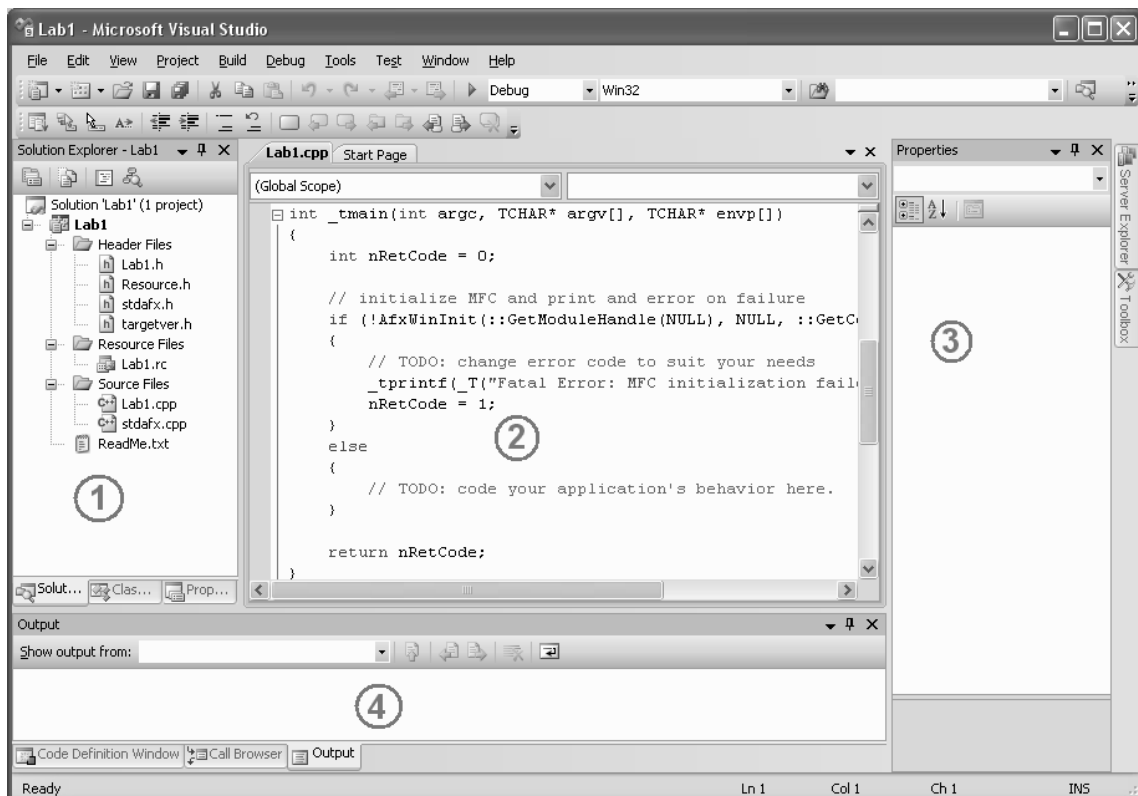 Lab1 - Microsoft Visual Studio
File Edit View Project Build Debug Tools Test Window Help
Debug Win32
Solution Explorer - Lab1
Solution 'Lab1' (1 project)
Lab1
Header Files
Lab1.h
Resource.h
stdafx.h
targetver.h
Resource Files
Lab1.rc
Source Files
Lab1.cpp
stdafx.cpp
ReadMe.txt
1
Solut... Clas... Prop...
Lab1.cpp Start Page
(Global Scope)
int _tmain(int argc, TCHAR* argv[], TCHAR* envp[])
{
int nRetCode = 0;
// initialize MFC and print and error on failure
if (!AfxWinInit(::GetModuleHandle(NULL), NULL, ::GetC
{
// TODO: change error code to suit your needs
_tprintf(_T("Fatal Error: MFC initialization fail
nRetCode = 1;
}
else
{
// TODO: code your application's behavior here.
}
return nRetCode;
}
2
Properties
3
Server Explorer
Toolbox
Output
Show output from:
4
Code Definition Window Call Browser Output
Ready Ln 1 Col 1 Ch 1 INS